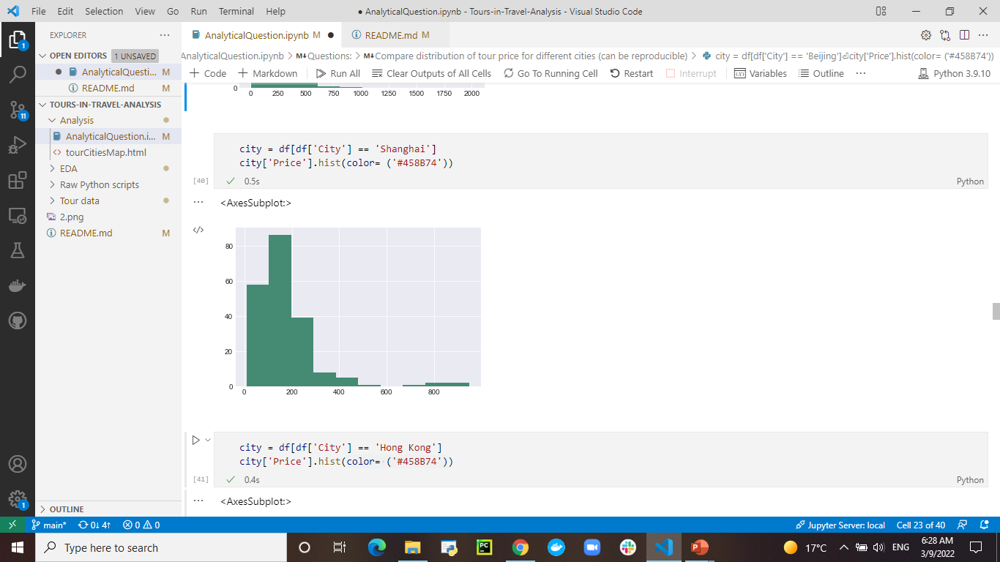 File Edit Selection View Go Run Terminal Help
● AnalyticalQuestion.ipynb - Tours-in-Travel-Analysis - Visual Studio Code
EXPLORER
OPEN EDITORS 1 UNSAVED
AnalyticalQuesti... M
README.md M
TOURS-IN-TRAVEL-ANALYSIS
Analysis
AnalyticalQuestion.i... M
tourCitiesMap.html
EDA
Raw Python scripts
Tour data
2.png
README.md M
OUTLINE
AnalyticalQuestion.ipynb M ●
README.md M
AnalyticalQuestion.ipynb > M↓Questions: > M↓Compare distribution of tour price for different cities (can be reproducible) > city = df[df['City'] == 'Beijing']⏎city['Price'].hist(color= ('#458B74'))
+ Code + Markdown Run All Clear Outputs of All Cells Go To Running Cell Restart Interrupt Variables Outline ... Python 3.9.10
0
0 250 500 750 1000 1250 1500 1750 2000
city = df[df['City'] == 'Shanghai']
city['Price'].hist(color= ('#458B74'))
[40] ✓ 0.5s Python
... <AxesSubplot:>
</>
80
60
40
20
0
0 200 400 600 800
city = df[df['City'] == 'Hong Kong']
city['Price'].hist(color= ('#458B74'))
[41] ✓ 0.4s Python
... <AxesSubplot:>
1
11
1
main* 0↓ 4↑ 0 0 Jupyter Server: local Cell 23 of 40
Type here to search
PC
17°C ENG
6:28 AM
3/9/2022